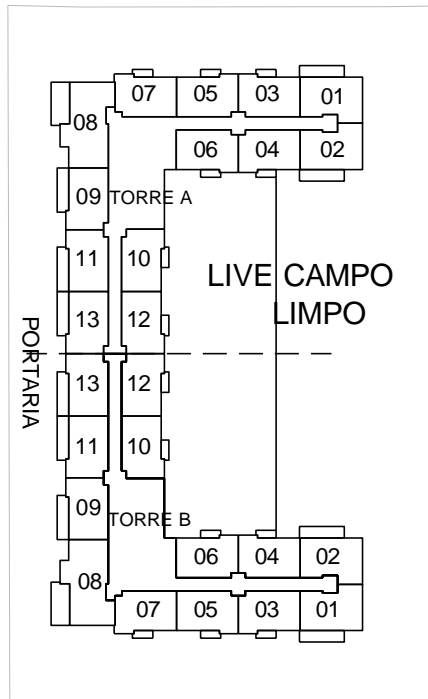 07 05 03 01
08
06 04 02
09 TORRE A
11 10
LIVE CAMPO
LIMPO
13 12
PORTARIA
13 12
11 10
09
TORRE B
06 04 02
08
07 05 03 01